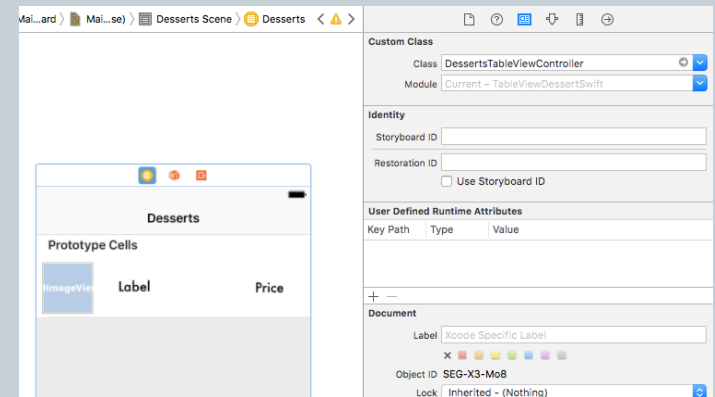 Mai...ard 〉 Mai...se) 〉 Desserts Scene 〉 Desserts < >
Custom Class
Class DessertsTableViewController
Module Current – TableViewDessertSwift
Identity
Storyboard ID
Restoration ID
Use Storyboard ID
User Defined Runtime Attributes
Key Path Type Value
+ —
Document
Label Xcode Specific Label
×
Object ID SEG-X3-Mo8
Lock Inherited - (Nothing)
Desserts
Prototype Cells
UIImageView Label Price